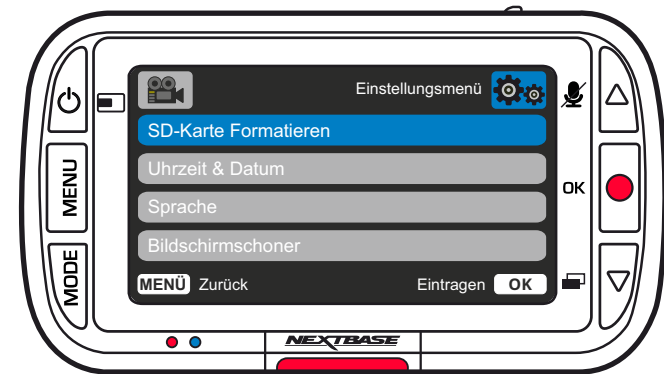 Einstellungsmenü
SD-Karte Formatieren
Uhrzeit & Datum
MENU
OK
Sprache
Bildschirmschoner
MODE
MENÜ Zurück Eintragen OK
NEXTBASE